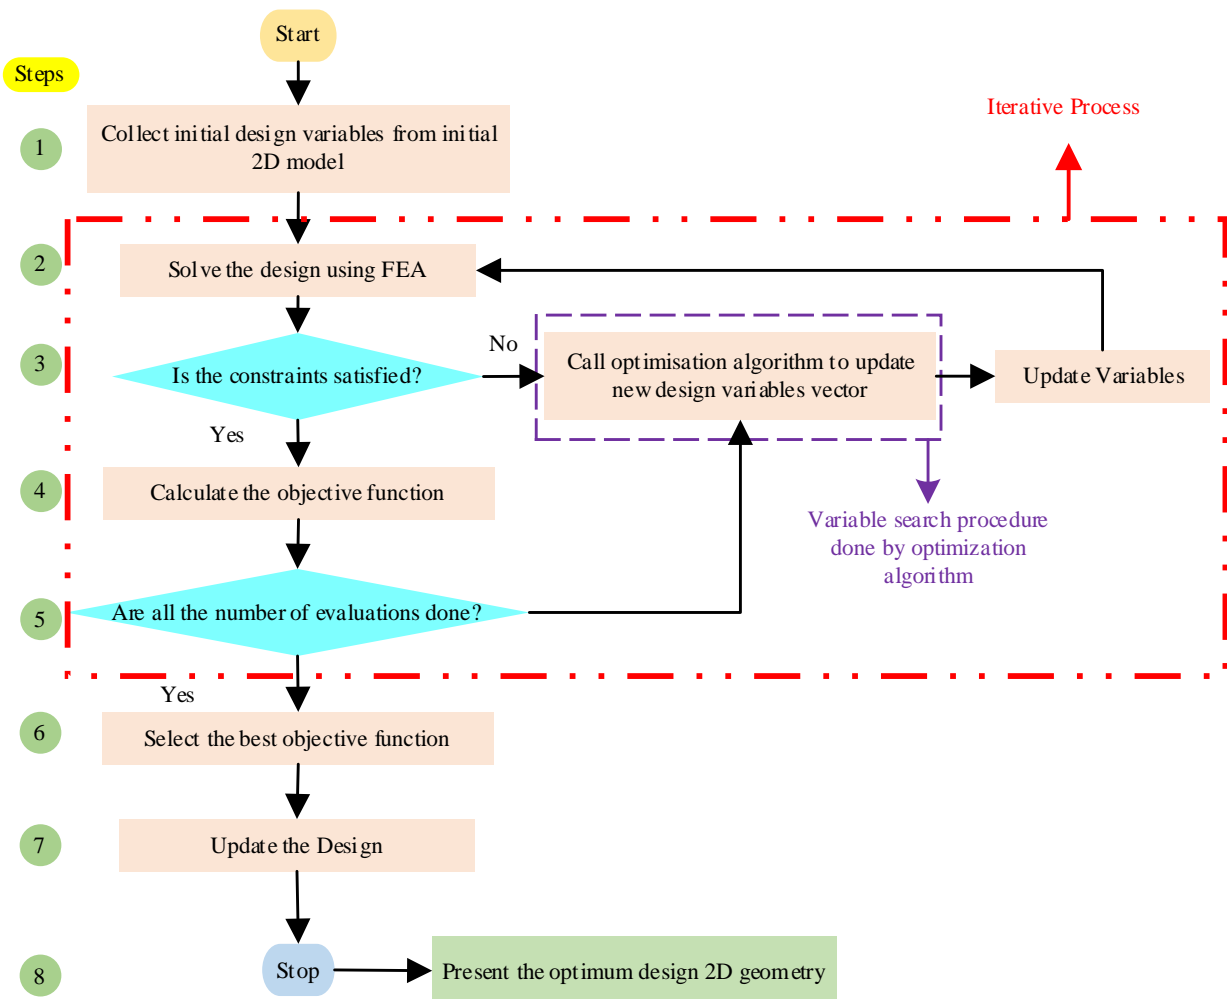 Start
Steps
1
Collect initial design variables from initial
2D model
Iterative Process
2
Solve the design using FEA
3
Is the constraints satisfied?
No
Call optimisation algorithm to update
new design variables vector
Update Variables
Yes
4
Calculate the objective function
Variable search procedure
done by optimization
algorithm
5
Are all the number of evaluations done?
Yes
6
Select the best objective function
7
Update the Design
8
Stop
Present the optimum design 2D geometry